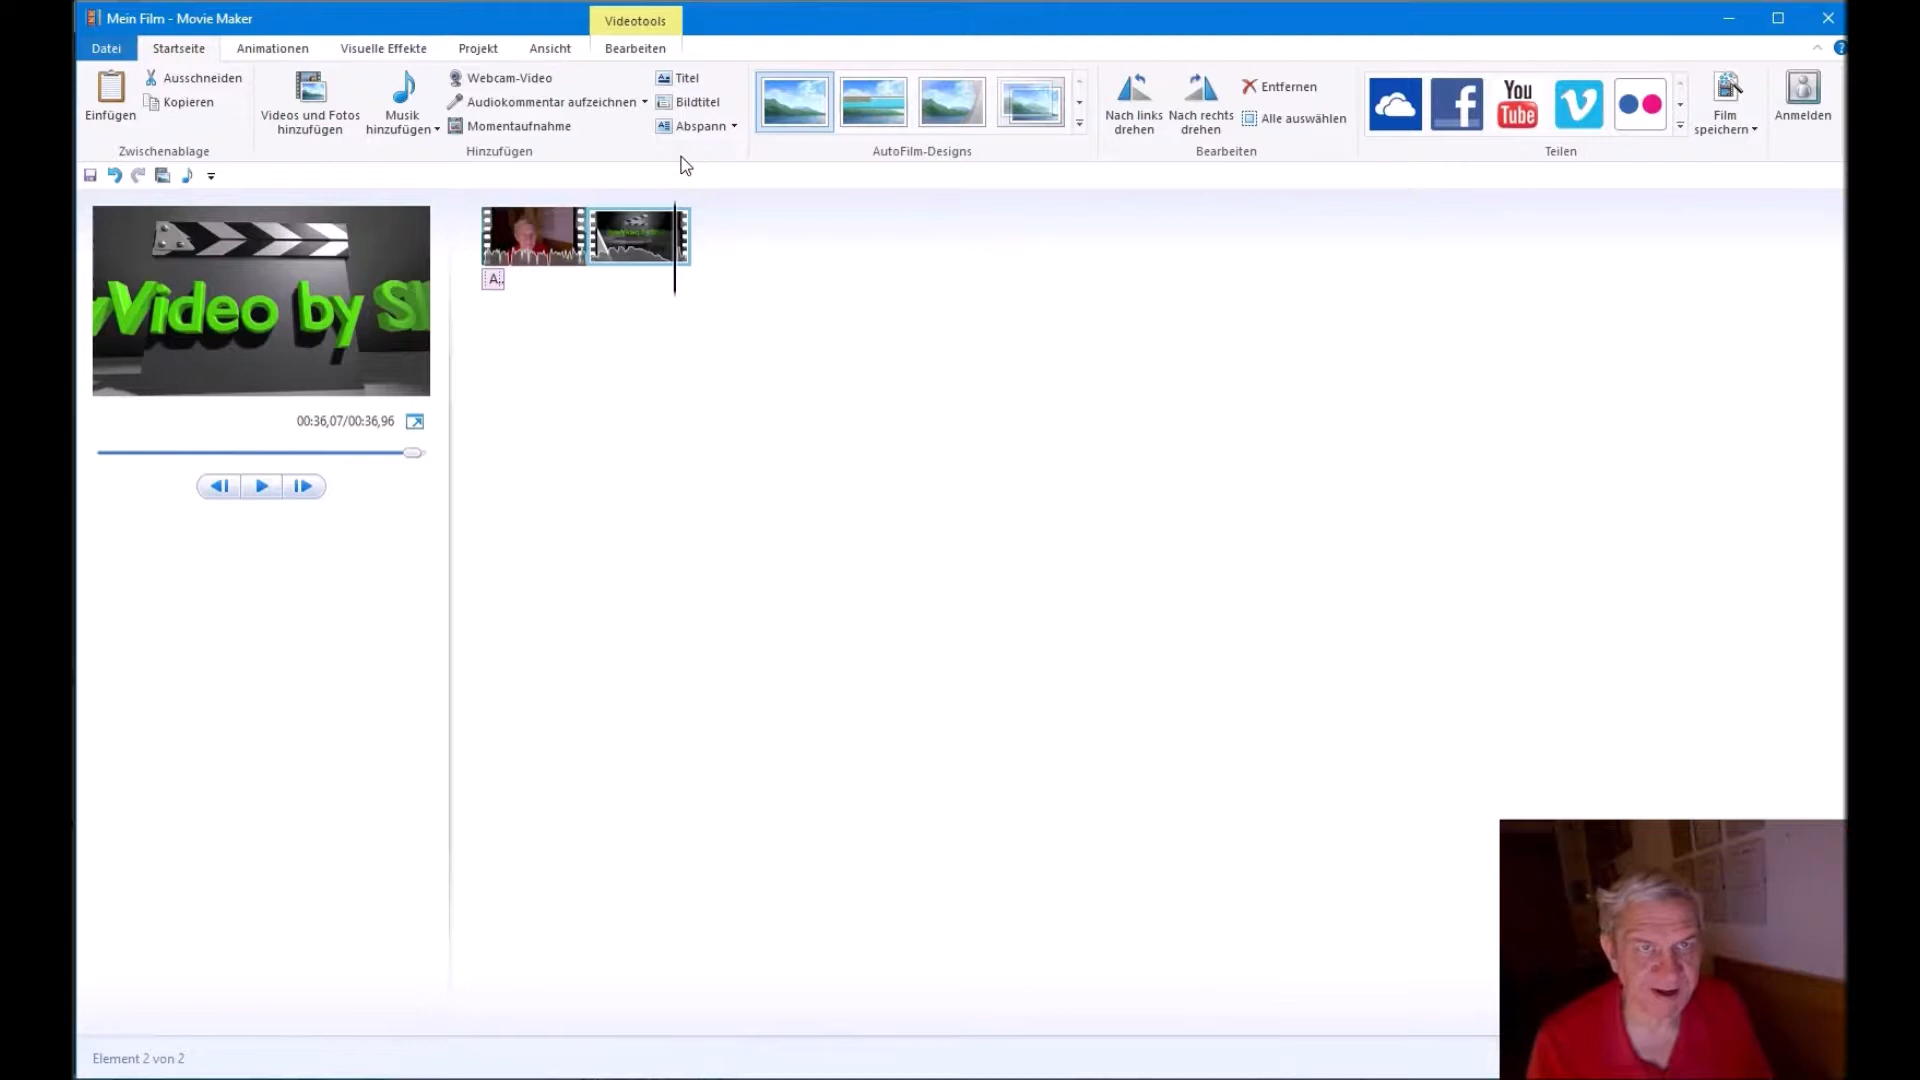 Mein Film - Movie Maker
Videotools
Datei
Startseite
Animationen
Visuelle Effekte
Projekt
Ansicht
Bearbeiten
Einfügen
Ausschneiden
Kopieren
Zwischenablage
Videos und Fotos
hinzufügen
Musik
hinzufügen
Webcam-Video
Audiokommentar aufzeichnen
Momentaufnahme
Titel
Bildtitel
Abspann
Hinzufügen
AutoFilm-Designs
Nach links
drehen
Nach rechts
drehen
Entfernen
Alle auswählen
Bearbeiten
You
Tube
Teilen
Film
speichern
Anmelden
Video by
A..
00:36,07/00:36,96
Element 2 von 2